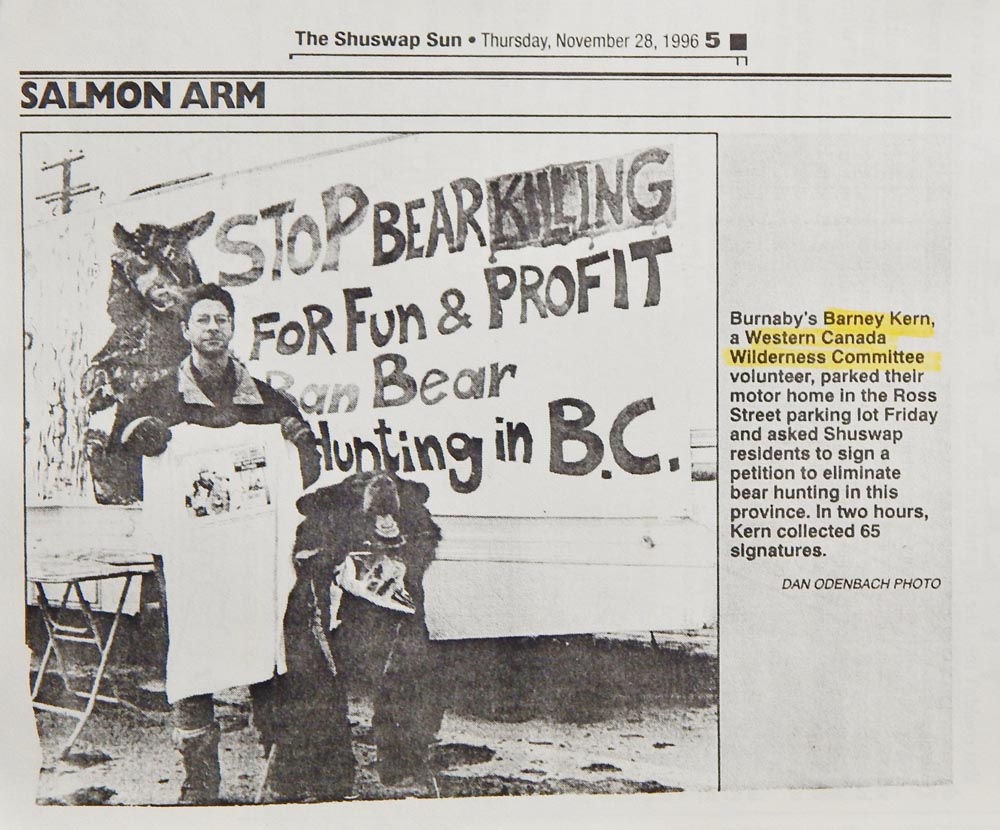 The Shuswap Sun • Thursday, November 28, 1996 5
SALMON ARM
STOP BEAR KILLING
FOR Fun & PROFIT
Ban Bear
Hunting in B.C.
Burnaby's Barney Kern,
a Western Canada
Wilderness Committee
volunteer, parked their
motor home in the Ross
Street parking lot Friday
and asked Shuswap
residents to sign a
petition to eliminate
bear hunting in this
province. In two hours,
Kern collected 65
signatures.
DAN ODENBACH PHOTO